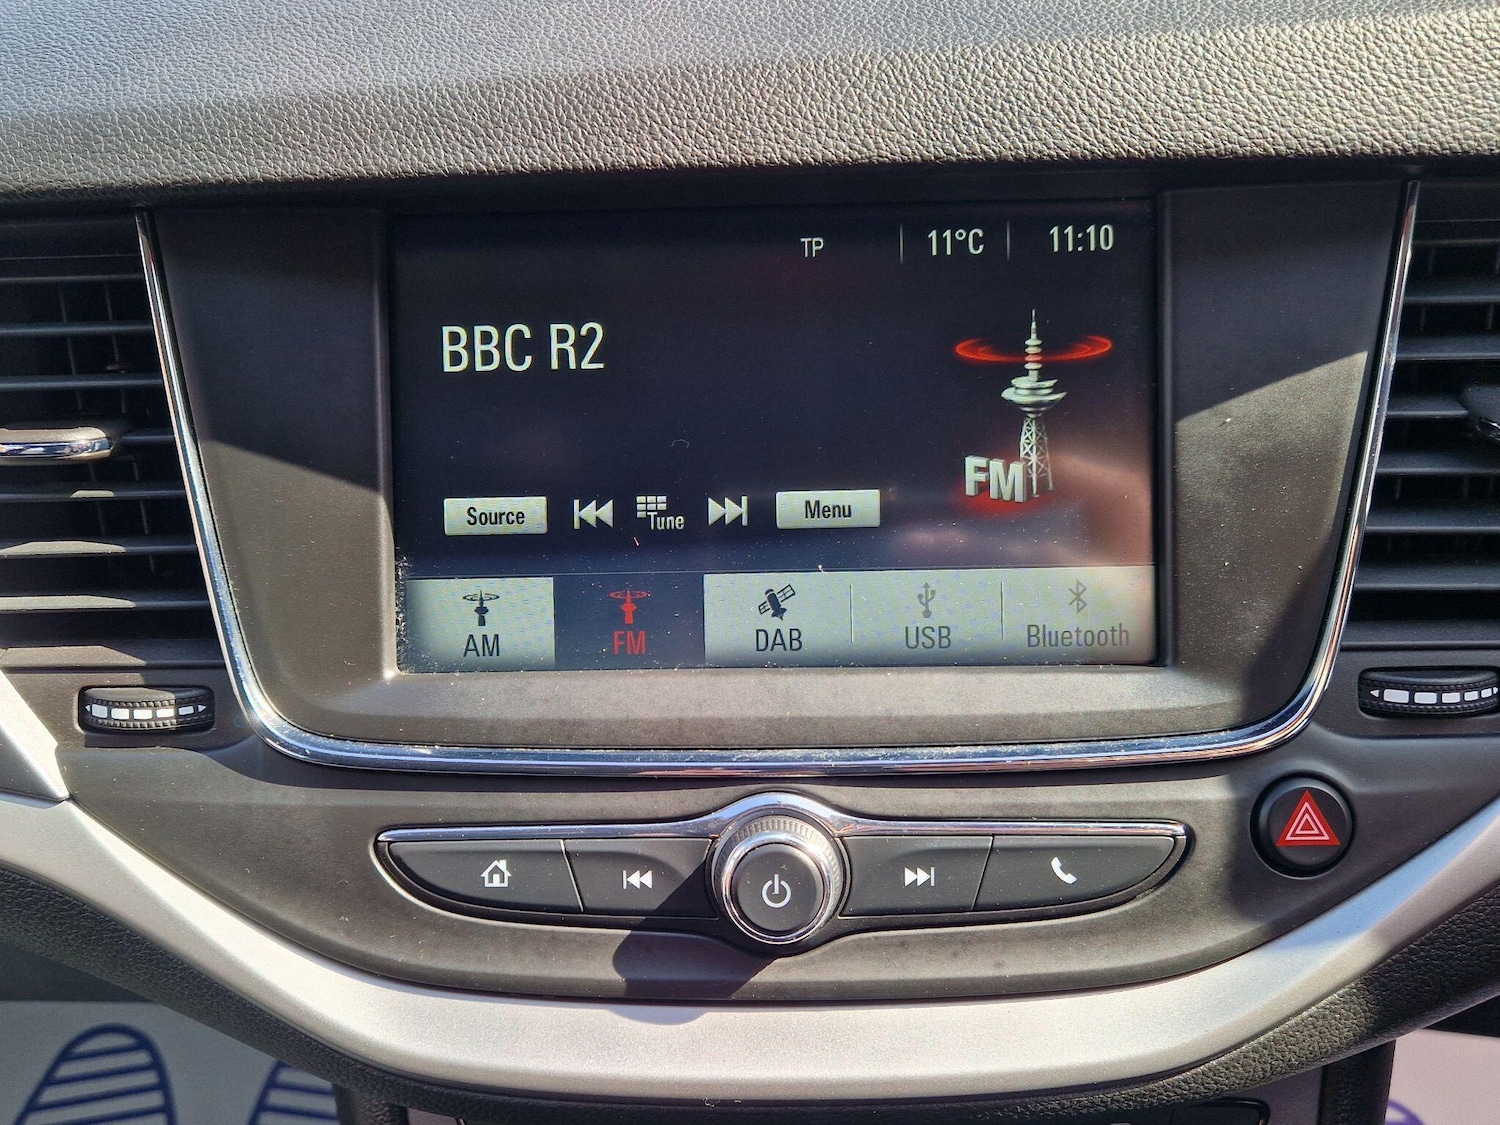 TP 11°C 11:10
BBC R2
FM
Source Tune Menu
AM FM DAB USB Bluetooth